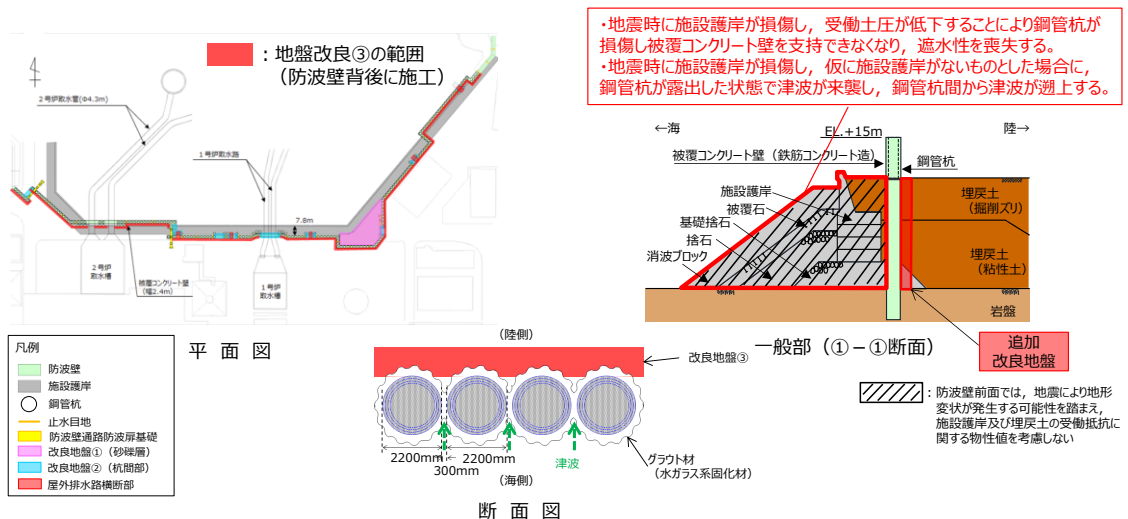 ・地震時に施設護岸が損傷し，受働土圧が低下することにより鋼管杭が
損傷し被覆コンクリート壁を支持できなくなり，遮水性を喪失する。
・地震時に施設護岸が損傷し，仮に施設護岸がないものとした場合に，
鋼管杭が露出した状態で津波が来襲し，鋼管杭間から津波が遡上する。
：地盤改良③の範囲
（防波壁背後に施工）
２号炉取水管(Φ4.3m)
１号炉取水路
7.8m
２号炉
取水槽
被覆コンクリート壁
（幅2.4m）
１号炉
取水槽
平面図
凡例
防波壁
施設護岸
鋼管杭
止水目地
防波壁通路防波扉基礎
改良地盤①（砂礫層）
改良地盤②（杭間部）
屋外排水路横断部
（陸側）
改良地盤③
2200mm
2200mm
300mm
津波
グラウト材
（水ガラス系固化材）
（海側）
断面図
←海
陸→
EL.+15m
被覆コンクリート壁（鉄筋コンクリート造）
鋼管杭
施設護岸
被覆石
基礎捨石
捨石
消波ブロック
埋戻土
（掘削ズリ）
埋戻土
（粘性土）
岩盤
一般部（①－①断面）
追加
改良地盤
：防波壁前面では，地震により地形
変状が発生する可能性を踏まえ，
施設護岸及び埋戻土の受働抵抗に
関する物性値を考慮しない